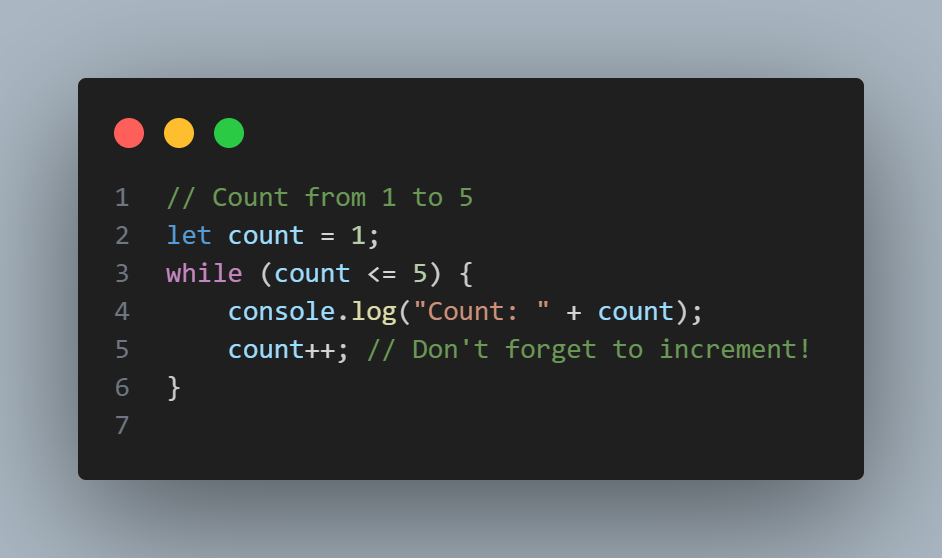 1 // Count from 1 to 5
2 let count = 1;
3 while (count <= 5) {
4     console.log("Count: " + count);
5     count++; // Don't forget to increment!
6 }
7